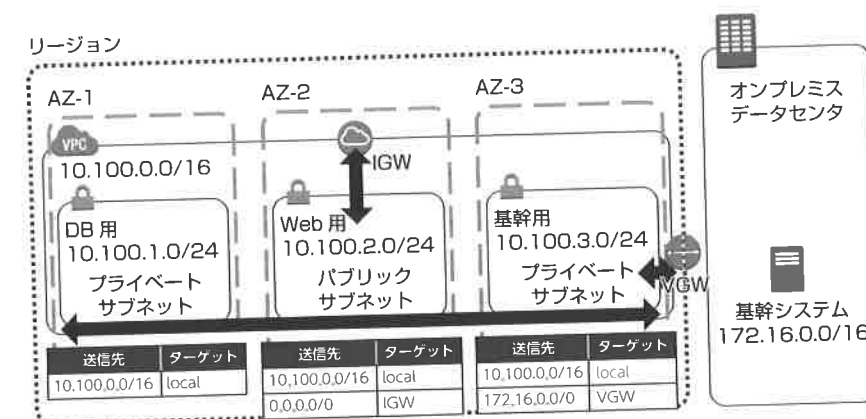 リージョン
AZ-1
AZ-2
AZ-3
オンプレミス
データセンタ
VPC
10.100.0.0/16
IGW
DB 用
10.100.1.0/24
プライベート
サブネット
Web 用
10.100.2.0/24
パブリック
サブネット
基幹用
10.100.3.0/24
プライベート
サブネット
VGW
基幹システム
172.16.0.0/16
送信先 ターゲット
10.100.0.0/16 local
送信先 ターゲット
10.100.0.0/16 local
0.0.0.0/0 IGW
送信先 ターゲット
10.100.0.0/16 local
172.16.0.0/0 VGW